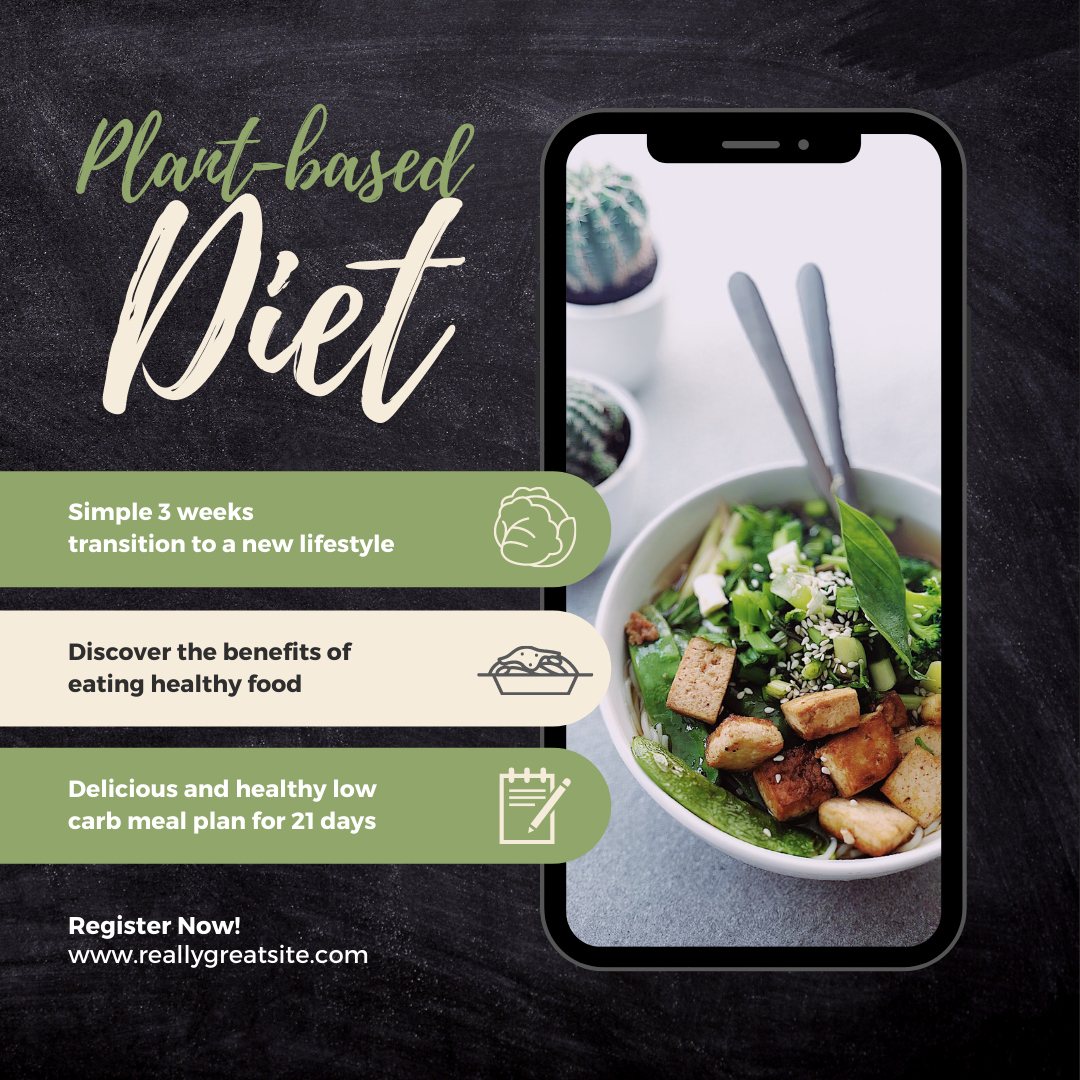 Plant-based
Diet
Simple 3 weeks
transition to a new lifestyle
Discover the benefits of
eating healthy food
Delicious and healthy low
carb meal plan for 21 days
Register Now!
www.reallygreatsite.com